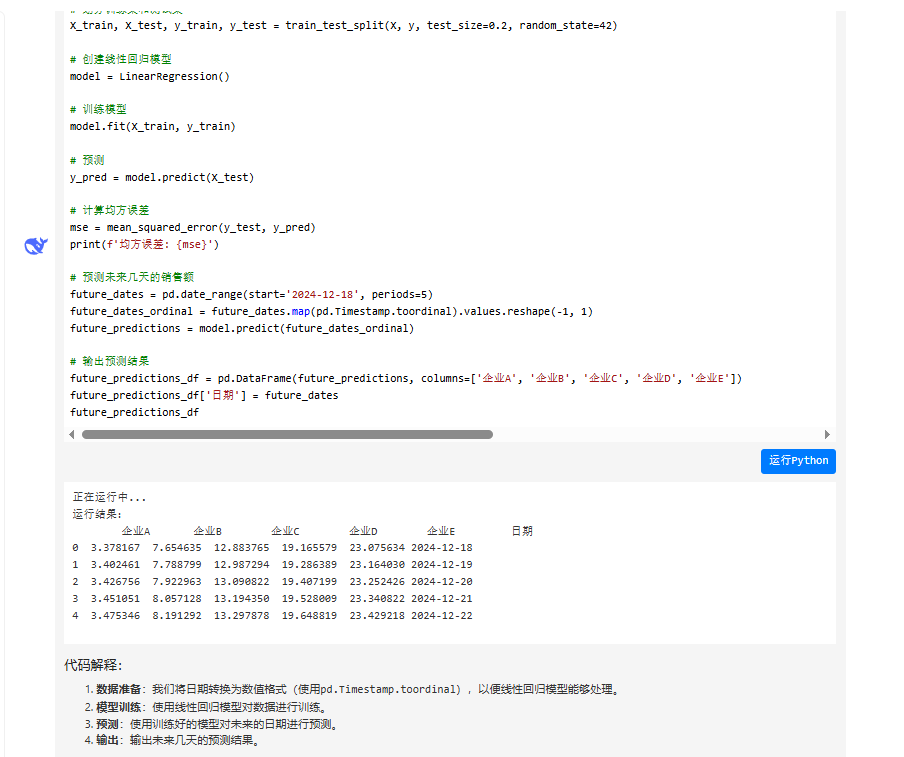 X_train, X_test, y_train, y_test = train_test_split(X, y, test_size=0.2, random_state=42)
# 创建线性回归模型
model = LinearRegression()
# 训练模型
model.fit(X_train, y_train)
# 预测
y_pred = model.predict(X_test)
# 计算均方误差
mse = mean_squared_error(y_test, y_pred)
print(f'均方误差: {mse}')
# 预测未来几天的销售额
future_dates = pd.date_range(start='2024-12-18', periods=5)
future_dates_ordinal = future_dates.map(pd.Timestamp.toordinal).values.reshape(-1, 1)
future_predictions = model.predict(future_dates_ordinal)
# 输出预测结果
future_predictions_df = pd.DataFrame(future_predictions, columns=['企业A', '企业B', '企业C', '企业D', '企业E'])
future_predictions_df['日期'] = future_dates
future_predictions_df
运行Python
正在运行中...
运行结果:
企业A 企业B 企业C 企业D 企业E 日期
0 3.378167 7.654635 12.883765 19.165579 23.075634 2024-12-18
1 3.402461 7.788799 12.987294 19.286389 23.164030 2024-12-19
2 3.426756 7.922963 13.090822 19.407199 23.252426 2024-12-20
3 3.451051 8.057128 13.194350 19.528009 23.340822 2024-12-21
4 3.475346 8.191292 13.297878 19.648819 23.429218 2024-12-22
代码解释：
1. 数据准备：我们将日期转换为数值格式（使用pd.Timestamp.toordinal），以便线性回归模型能够处理。
2. 模型训练：使用线性回归模型对数据进行训练。
3. 预测：使用训练好的模型对未来的日期进行预测。
4. 输出：输出未来几天的预测结果。